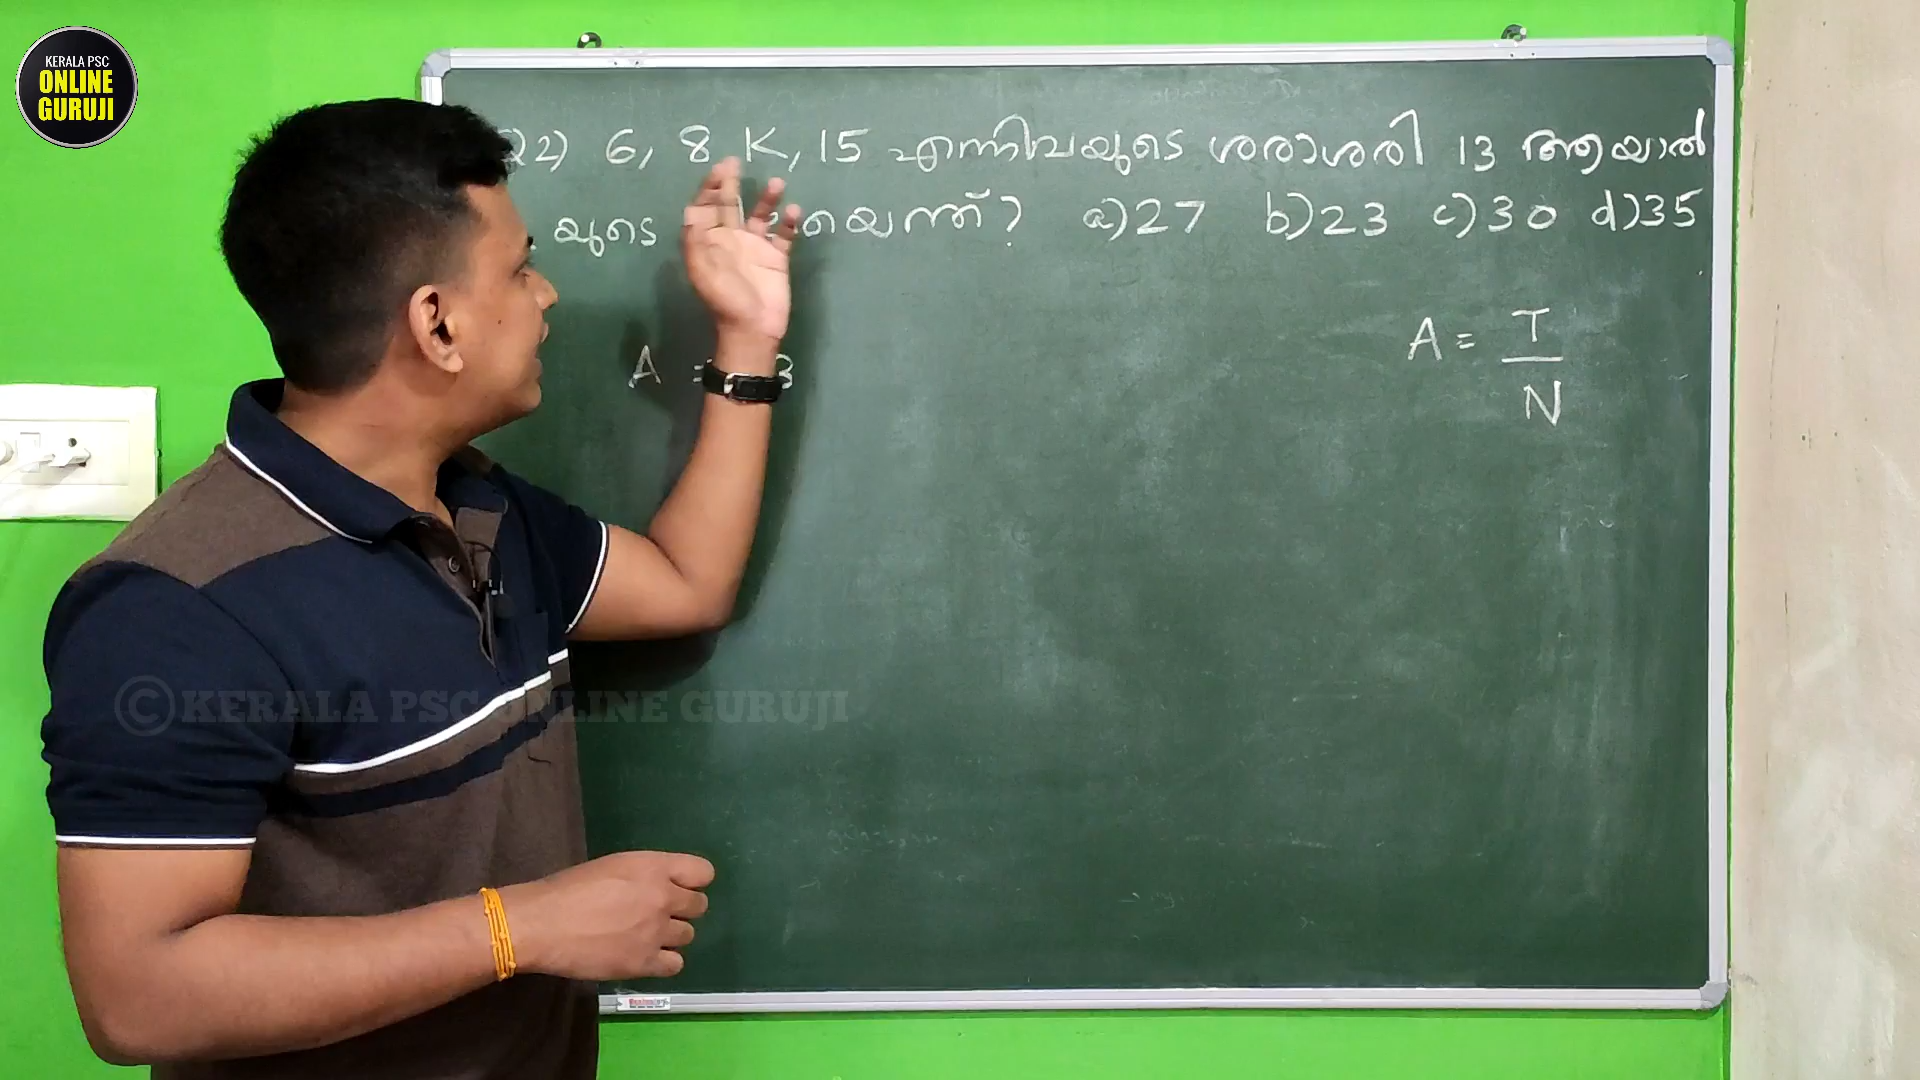 KERALA PSC
ONLINE
GURUJI
Q2) 6, 8 K, 15 എന്നിവയുടെ ശരാശരി 13 ആയാൽ
യുടെ ? a) 27 b) 23 c) 30 d) 35
A =
A = T
N
© KERALA PSC ONLINE GURUJI